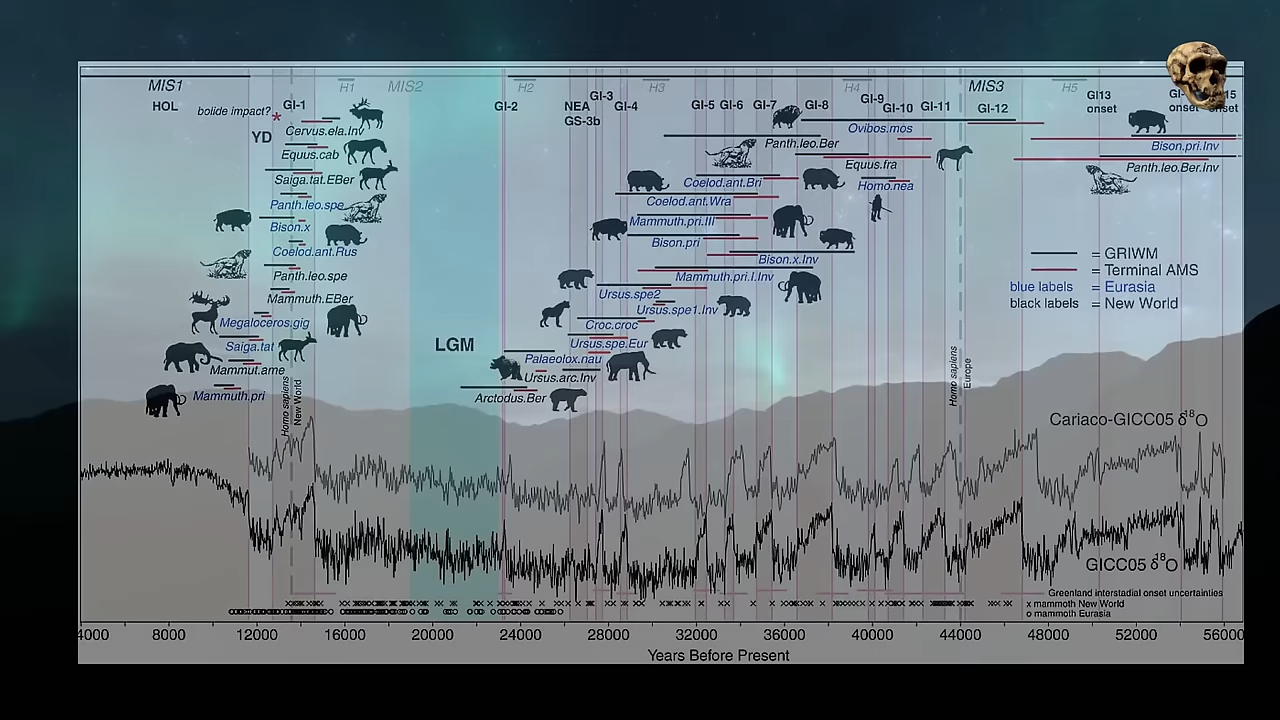 MIS1
H1
MIS2
H2
H3
H4
MIS3
H5
HOL
bolide impact?
*
GI-1
YD
GI-2
NEA
GS-3b
GI-3
GI-4
GI-5
GI-6
GI-7
GI-8
GI-9
GI-10
GI-11
GI-12
GI13
onset
onset
onset
Cervus.ela.Inv
Equus.cab
Saiga.tat.EBer
Panth.leo.spe
Bison.x
Coelod.ant.Rus
Panth.leo.spe
Mammuth.EBer
Megaloceros.gig
Saiga.tat
Mammut.ame
Mammuth.pri
Ovibos.mos
Panth.leo.Ber
Equus.fra
Coelod.ant.Bri
Homo.nea
Coelod.ant.Wra
Mammuth.pri.III
Bison.pri
Bison.x.Inv
Mammuth.pri.I.Inv
Ursus.spe2
Ursus.spe1.Inv
Croc.croc
Ursus.spe.Eur
Palaeolox.nau
Ursus.arc.Inv
Arctodus.Ber
Bison.pri.Inv
Panth.leo.Ber.Inv
= GRIWM
= Terminal AMS
blue labels = Eurasia
black labels = New World
LGM
Homo sapiens
New World
Homo sapiens
Europe
Cariaco-GICC05 δ18O
GICC05 δ18O
Greenland interstadial onset uncertainties
x mammoth New World
o mammoth Eurasia
4000 8000 12000 16000 20000 24000 28000 32000 36000 40000 44000 48000 52000 56000
Years Before Present